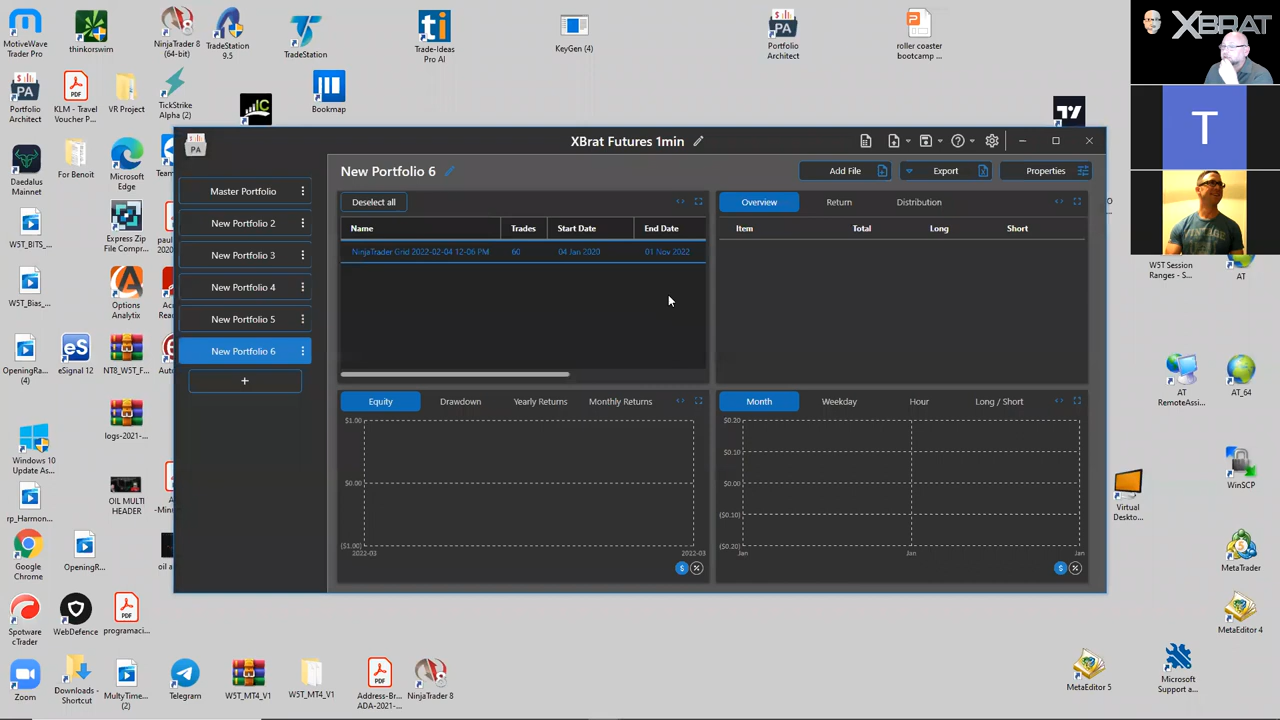 MotiveWave
Trader Pro
thinkorswim
NinjaTrader 8
(64-bit)
TradeStation
9.5
TradeStation
ti
Trade-Ideas
Pro AI
KeyGen (4)
PA
Portfolio
Architect
roller coaster
bootcamp ...
XBRAT
PA
Portfolio
Architect
PDF
KLM - Travel
Voucher P...
VR Project
TickStrike
Alpha (2)
IC
Bookmap
T
PA
XBrat Futures 1min
New Portfolio 6
Add File
Export
Properties
Master Portfolio
New Portfolio 2
New Portfolio 3
New Portfolio 4
New Portfolio 5
New Portfolio 6
+
Deselect all
Name
Trades
Start Date
End Date
NinjaTrader Grid 2022-02-04 12-06 PM
60
04 Jan 2020
01 Nov 2022
Overview
Return
Distribution
Item
Total
Long
Short
Equity
Drawdown
Yearly Returns
Monthly Returns
$1.00
$0.00
($1.00)
2022-03
2022-03
$
Month
Weekday
Hour
Long / Short
$0.20
$0.10
$0.00
($0.10)
($0.20)
Jan
Jan
Jan
$
Daedalus
Mainnet
For Benoit
Microsoft
Edge
W5T_BITS_...
Express Zip
File Compr...
W5T_Bias_...
Options
Analytix
OpeningRa...
(4)
eS
eSignal 12
NT8_W5T_F...
Windows 10
Update As...
logs-2021-...
rp_Harmon...
OIL MULTI
HEADER
Google
Chrome
OpeningR...
Spotware
cTrader
WebDefence
PDF
programaci...
Zoom
Downloads -
Shortcut
MultyTime...
(2)
Telegram
W5T_MT4_V1
W5T_MT4_V1
PDF
Address-Br...
ADA-2021-...
NinjaTrader 8
W5T Session
Ranges - S...
AT
AT
RemoteAssi...
AT_64
WinSCP
Virtual
Deskto...
MetaTrader
MetaEditor 4
MetaEditor 5
Microsoft
Support a...